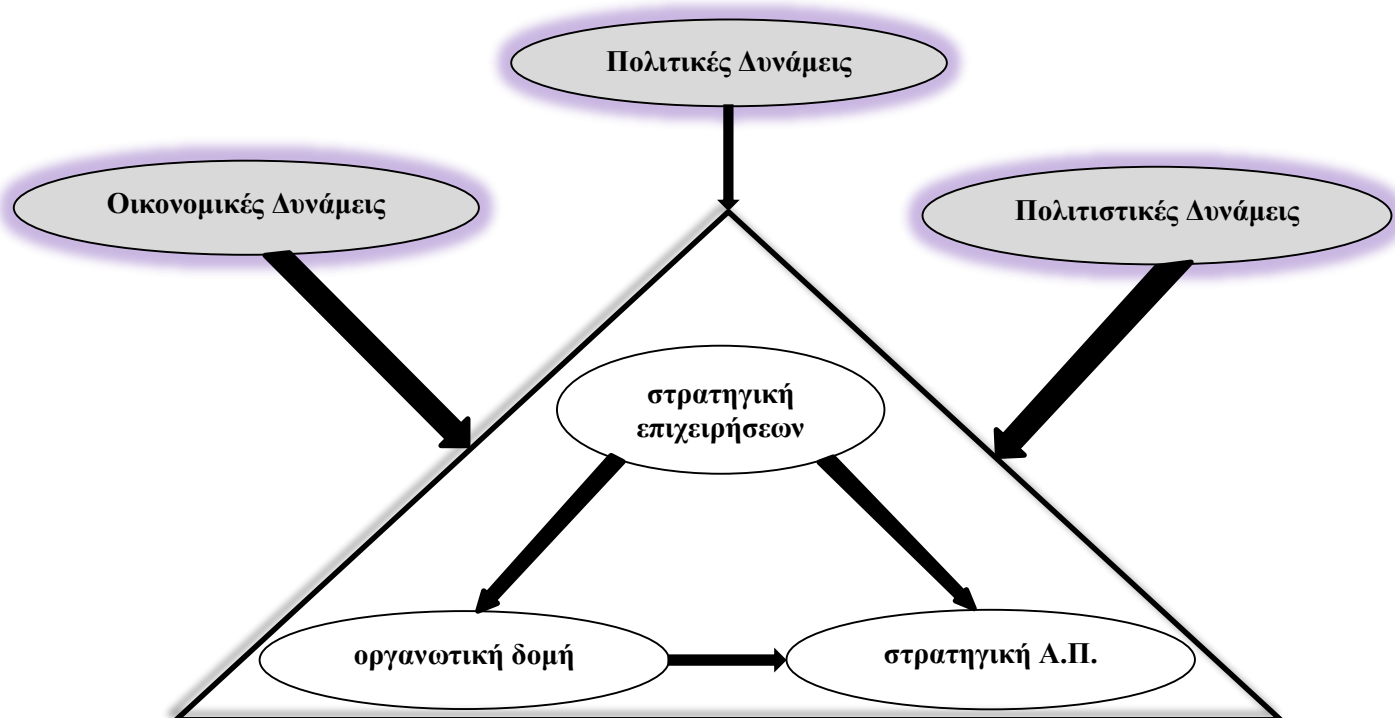 Πολιτικές Δυνάμεις
Οικονομικές Δυνάμεις
Πολιτιστικές Δυνάμεις
στρατηγική
επιχειρήσεων
οργανωτική δομή
στρατηγική Α.Π.